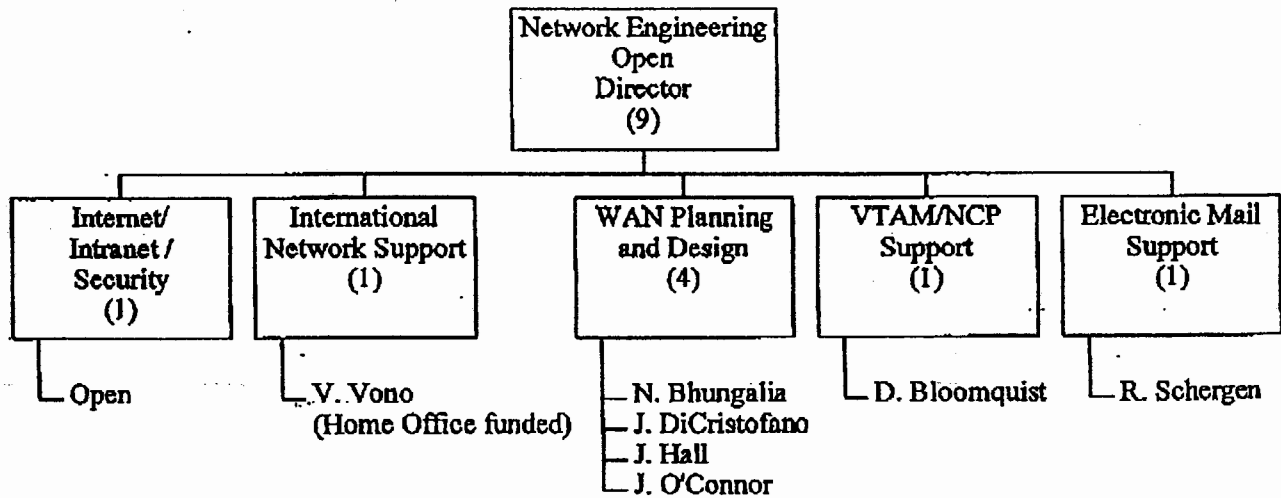 Network Engineering
Open
Director
(9)
Internet/
Intranet /
Security
(1)
International
Network Support
(1)
WAN Planning
and Design
(4)
VTAM/NCP
Support
(1)
Electronic Mail
Support
(1)
Open
V. Vono
(Home Office funded)
N. Bhungalia
J. DiCristofano
J. Hall
J. O'Connor
D. Bloomquist
R. Schergen